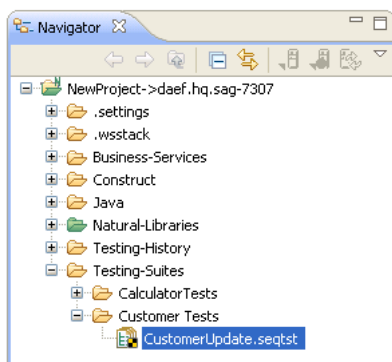 Navigator
NewProject->daef.hq.sag-7307
.settings
.wsstack
Business-Services
Construct
Java
Natural-Libraries
Testing-History
Testing-Suites
CalculatorTests
Customer Tests
CustomerUpdate.seqtst